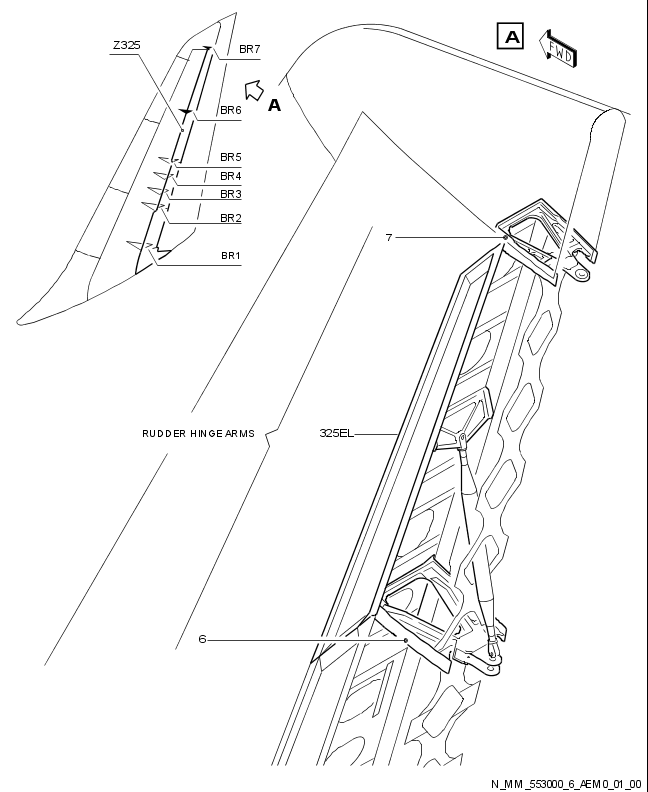 Z325
BR7
A
FWD
A
BR6
BR5
BR4
BR3
BR2
BR1
7
RUDDER HINGE ARMS
325EL
6
N_MM_553000_6_AEM0_01_00